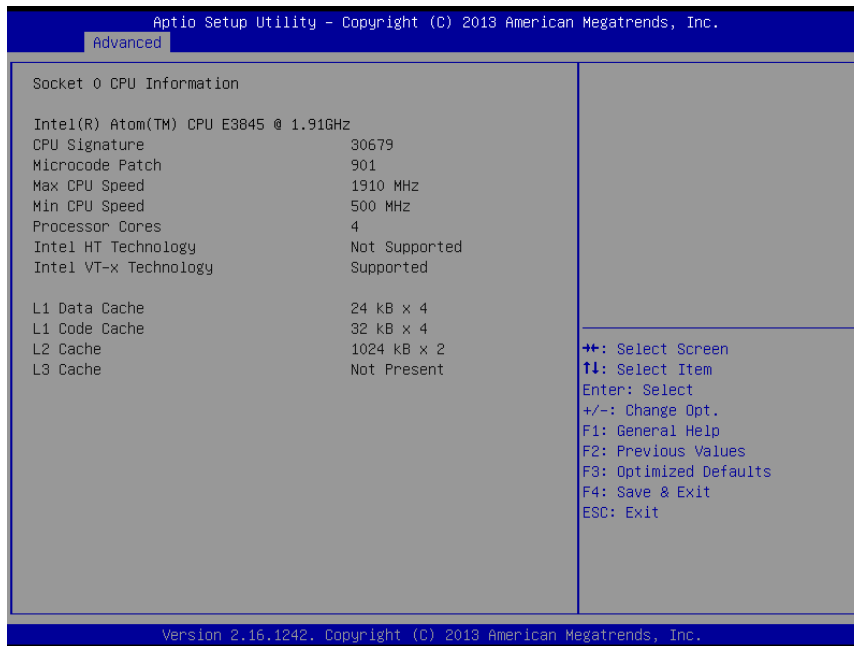 Aptio Setup Utility – Copyright (C) 2013 American Megatrends, Inc.
Advanced
Socket 0 CPU Information
Intel(R) Atom(TM) CPU E3845 @ 1.91GHz
CPU Signature 30679
Microcode Patch 901
Max CPU Speed 1910 MHz
Min CPU Speed 500 MHz
Processor Cores 4
Intel HT Technology Not Supported
Intel VT-x Technology Supported
L1 Data Cache 24 kB x 4
L1 Code Cache 32 kB x 4
L2 Cache 1024 kB x 2
L3 Cache Not Present
→←: Select Screen
↑↓: Select Item
Enter: Select
+/-: Change Opt.
F1: General Help
F2: Previous Values
F3: Optimized Defaults
F4: Save & Exit
ESC: Exit
Version 2.16.1242. Copyright (C) 2013 American Megatrends, Inc.